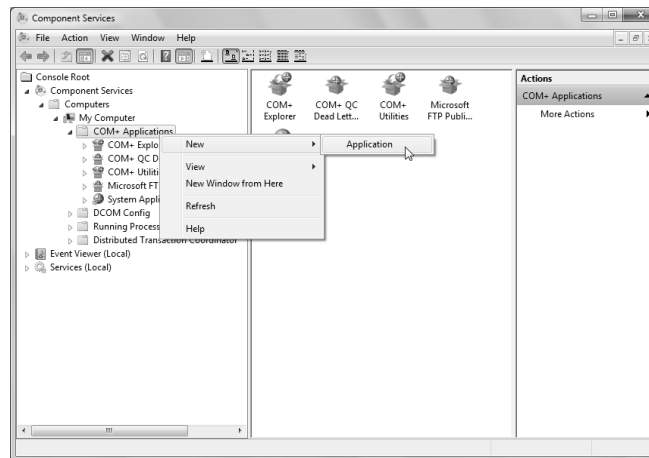 Component Services
File Action View Window Help
Console Root
Component Services
Computers
My Computer
COM+ Applications
COM+ Explo
COM+ QC D
COM+ Utiliti
Microsoft FT
System Appli
DCOM Config
Running Process
Distributed Transaction Coordinator
Event Viewer (Local)
Services (Local)
New
View
New Window from Here
Refresh
Help
Application
COM+ Explorer
COM+ QC Dead Lett...
COM+ Utilities
Microsoft FTP Publi...
Actions
COM+ Applications
More Actions